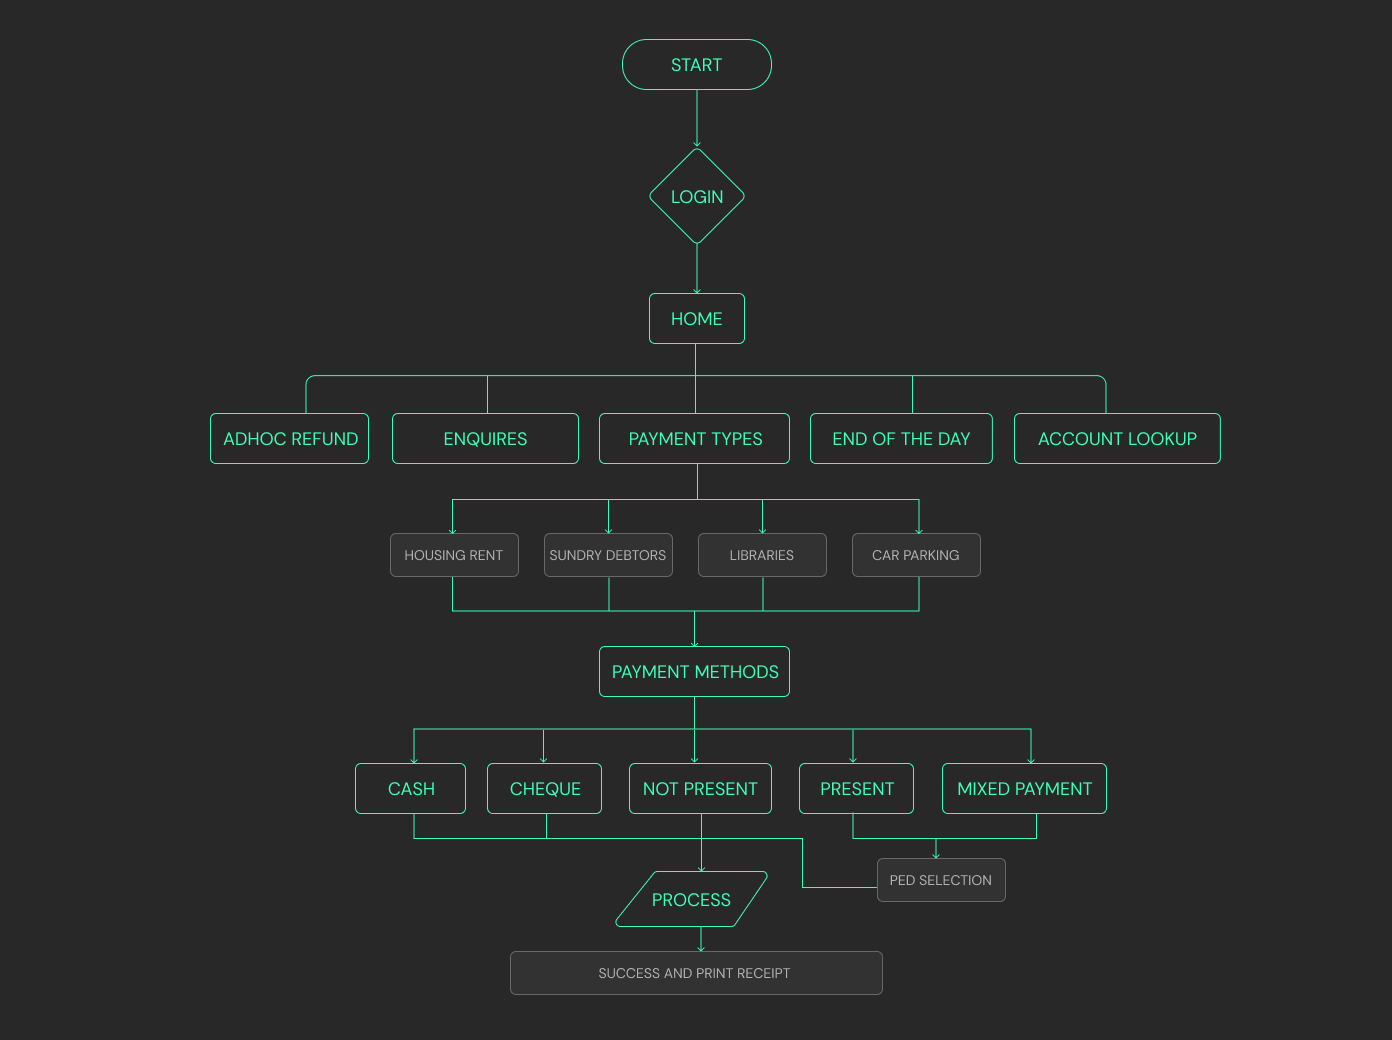 START
LOGIN
HOME
ADHOC REFUND
ENQUIRES
PAYMENT TYPES
END OF THE DAY
ACCOUNT LOOKUP
HOUSING RENT
SUNDRY DEBTORS
LIBRARIES
CAR PARKING
PAYMENT METHODS
CASH
CHEQUE
NOT PRESENT
PRESENT
MIXED PAYMENT
PED SELECTION
PROCESS
SUCCESS AND PRINT RECEIPT